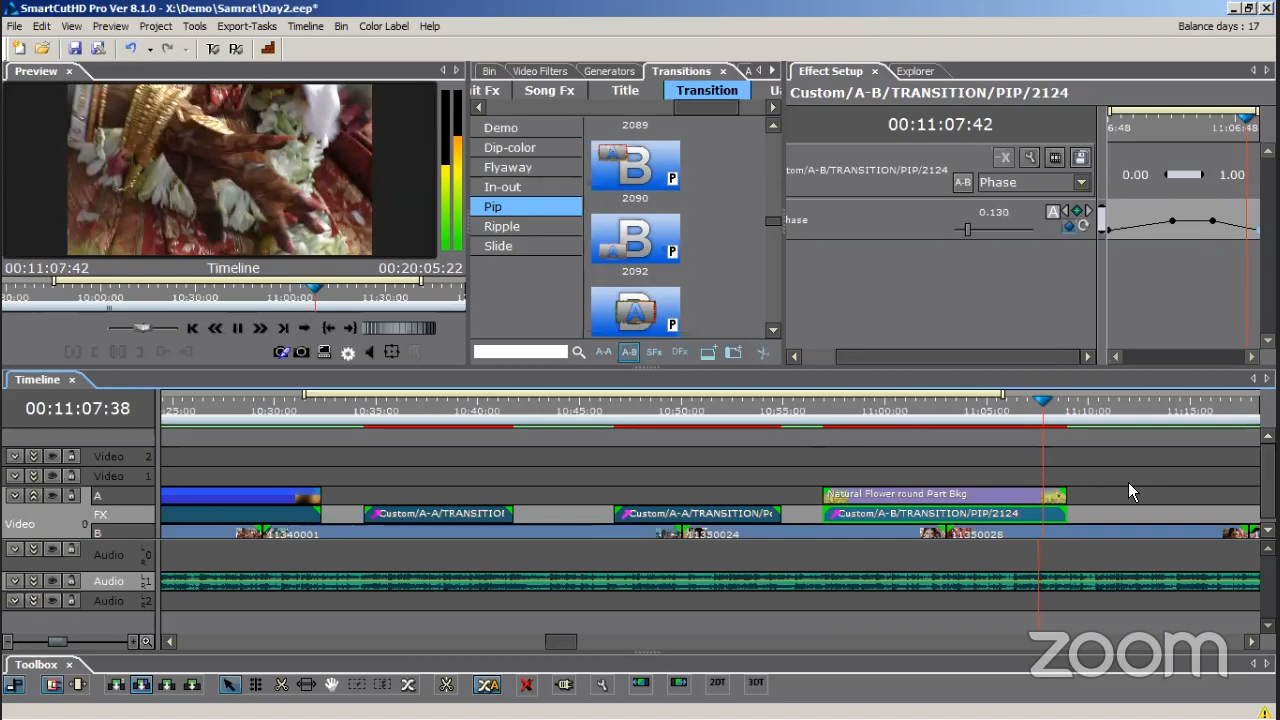 SmartCutHD Pro Ver 8.1.0 - X:\Demo\Samrat\Day2.eep*
File Edit View Preview Project Tools Export-Tasks Timeline Bin Color Label Help
Balance days : 17
Preview
00:11:07:42 Timeline 00:20:05:22
10:00:00 10:30:00 11:00:00 11:30:00
Bin Video Filters Generators Transitions
it Fx Song Fx Title Transition
Demo
Dip-color
Flyaway
In-out
Pip
Ripple
Slide
2089
A B P
2090
A B P
2092
A P
A-A A-B SFx DFx
Effect Setup Explorer
Custom/A-B/TRANSITION/PIP/2124
00:11:07:42
6:48 11:06:48
tom/A-B/TRANSITION/PIP/2124
A-B Phase
0.00 1.00
hase 0.130 A
Timeline
00:11:07:38
:25:00 10:30:00 10:35:00 10:40:00 10:45:00 10:50:00 10:55:00 11:00:00 11:05:00 11:10:00 11:15:00
Video 2
Video 1
A Natural Flower round Part Bkg
FX Custom/A-A/TRANSITION Custom/A-A/TRANSITION/P Custom/A-B/TRANSITION/PIP/2124
Video 0
B 11340001 11350024 11350028
Audio 0 L R
Audio 1 L R
Audio 2 L R
zoom
Toolbox
XA 2DT 3DT